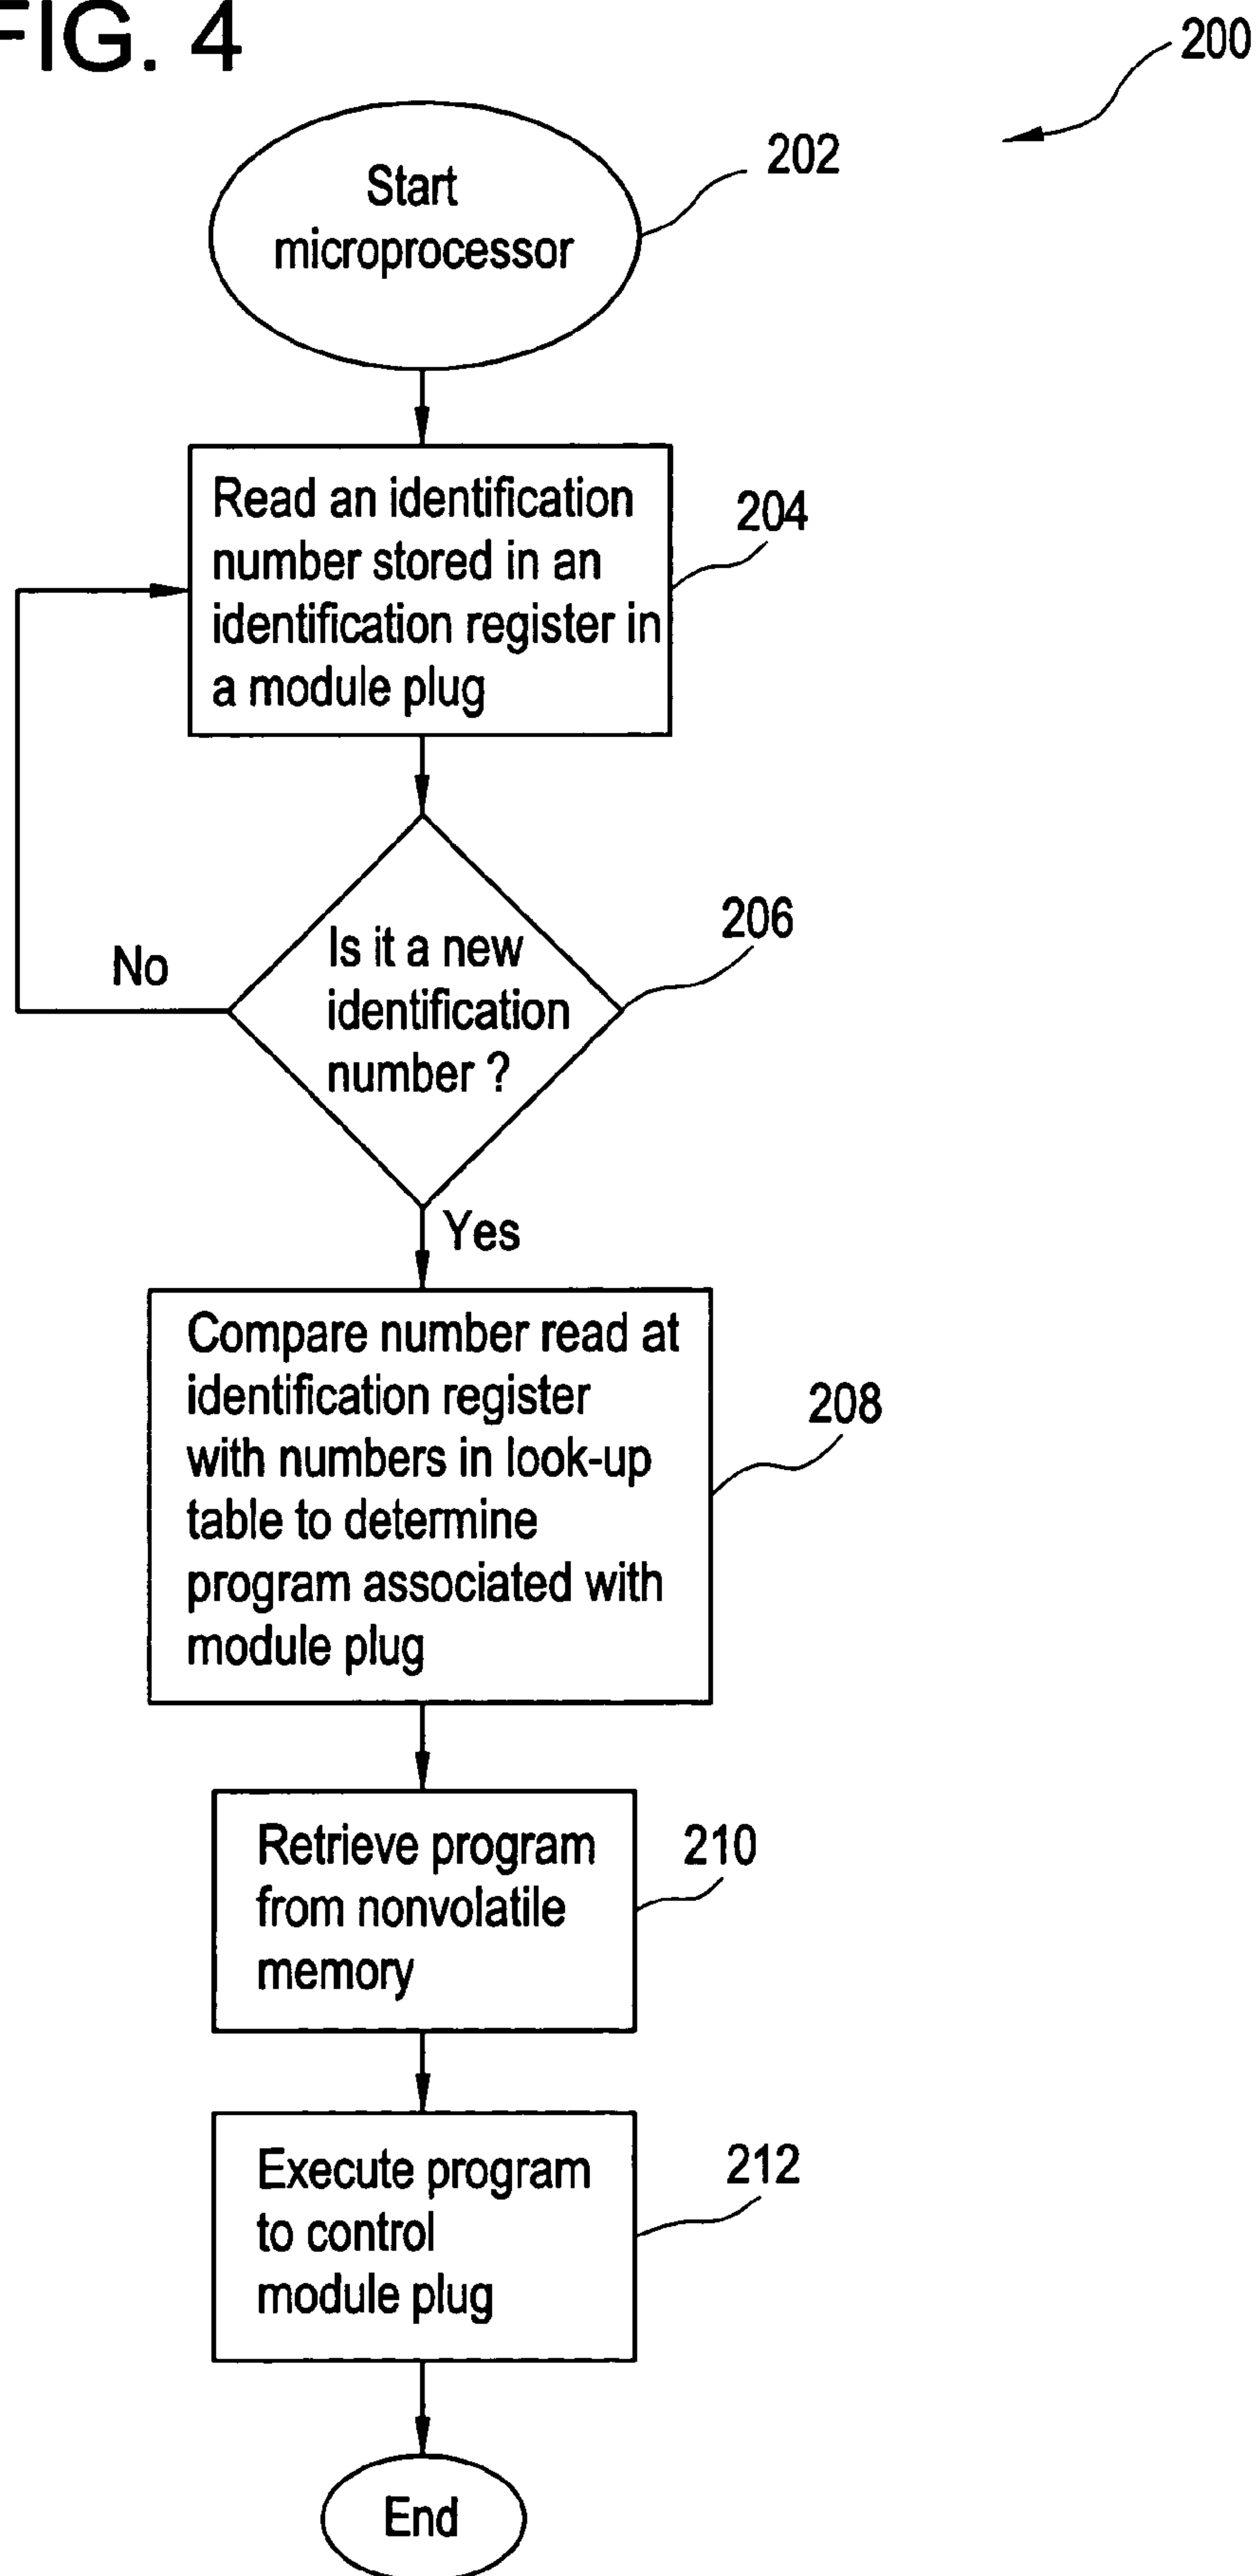 FIG. 4
200
Start
microprocessor
202
Read an identification
number stored in an
identification register in
a module plug
204
Is it a new
identification
number ?
206
No
Yes
Compare number read at
identification register
with numbers in look-up
table to determine
program associated with
module plug
208
Retrieve program
from nonvolatile
memory
210
Execute program
to control
module plug
212
End